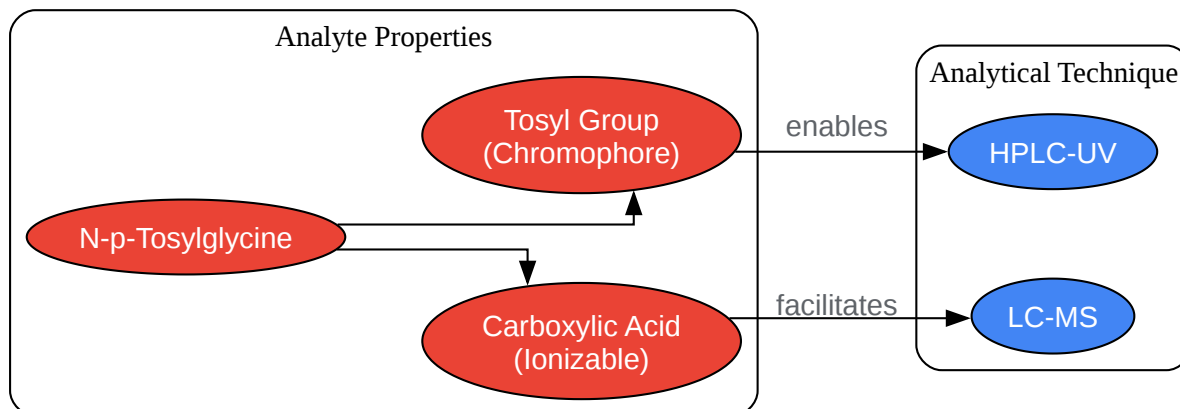 Analyte Properties
Analytical Technique
Tosyl Group
(Chromophore)
enables
HPLC-UV
N-p-Tosylglycine
Carboxylic Acid
(Ionizable)
facilitates
LC-MS